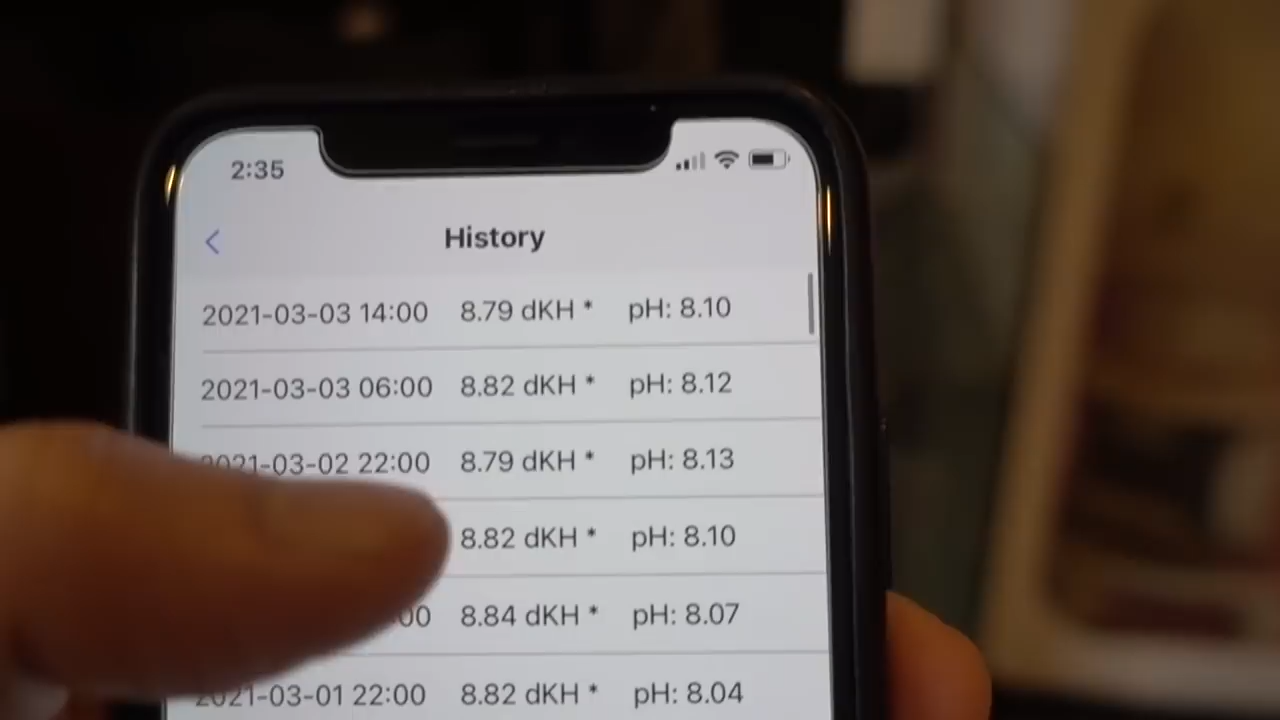 2:35
History
2021-03-03 14:00 8.79 dKH * pH: 8.10
2021-03-03 06:00 8.82 dKH * pH: 8.12
2021-03-02 22:00 8.79 dKH * pH: 8.13
8.82 dKH * pH: 8.10
:00 8.84 dKH * pH: 8.07
2021-03-01 22:00 8.82 dKH * pH: 8.04